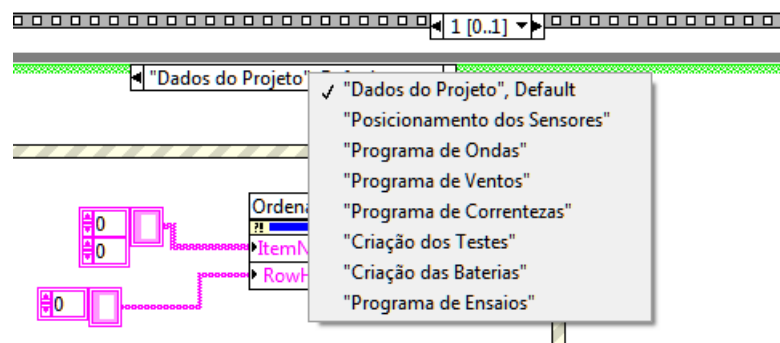 1 [0..1]
"Dados do Projeto",
"Dados do Projeto", Default
"Posicionamento dos Sensores"
"Programa de Ondas"
"Programa de Ventos"
"Programa de Correntezas"
"Criação dos Testes"
"Criação das Baterias"
"Programa de Ensaios"
Ordena
0
?!
0
ItemN
RowH
0